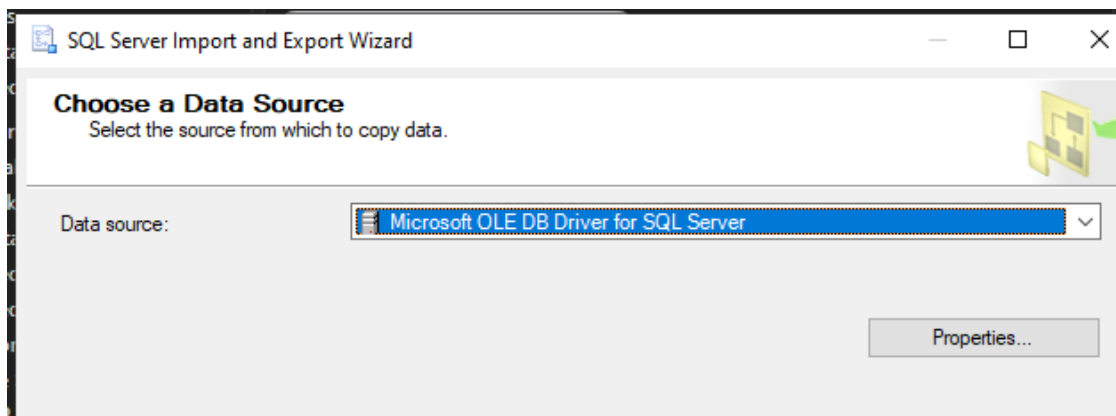 SQL Server Import and Export Wizard
Choose a Data Source
Select the source from which to copy data.
Data source:
Microsoft OLE DB Driver for SQL Server
Properties...